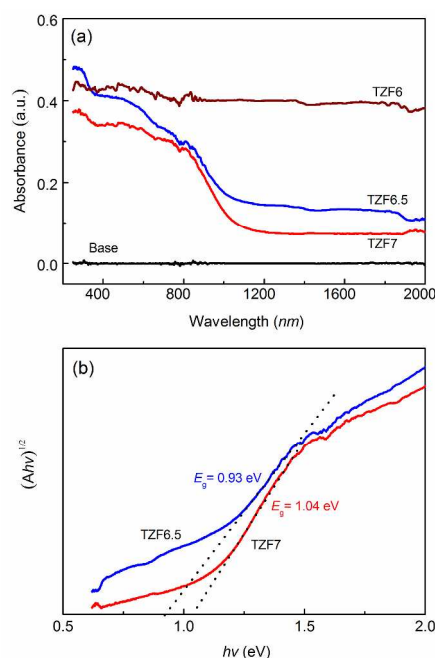 (a)
0.6
0.4
0.2
0.0
Absorbance (a.u.)
TZF6
TZF6.5
TZF7
Base
400 800 1200 1600 2000
Wavelength (nm)
(b)
(Ahv)1/2
Eg= 0.93 eV
Eg= 1.04 eV
TZF6.5
TZF7
0.5 1.0 1.5 2.0
hv (eV)